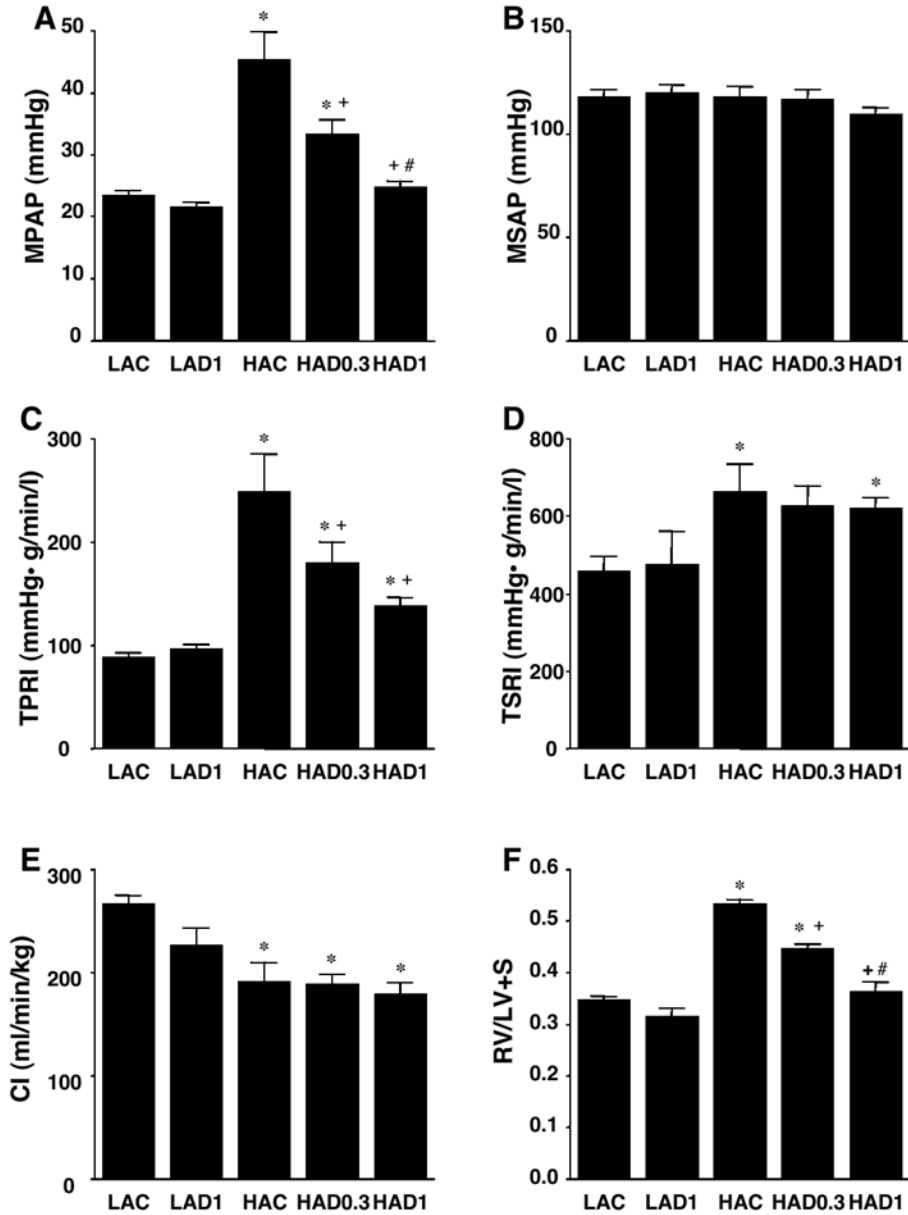 A
MPAP (mmHg)
50
40
30
20
10
0
*
* +
+ #
LAC LAD1 HAC HAD0.3 HAD1
B
MSAP (mmHg)
150
100
50
0
LAC LAD1 HAC HAD0.3 HAD1
C
TPRI (mmHg• g/min/l)
300
200
100
0
*
* +
* +
LAC LAD1 HAC HAD0.3 HAD1
D
TSRI (mmHg• g/min/l)
800
600
400
200
0
*
*
LAC LAD1 HAC HAD0.3 HAD1
E
CI (ml/min/kg)
300
200
100
0
*
*
*
LAC LAD1 HAC HAD0.3 HAD1
F
RV/LV+S
0.6
0.5
0.4
0.3
0.2
0.1
0.0
*
* +
+ #
LAC LAD1 HAC HAD0.3 HAD1